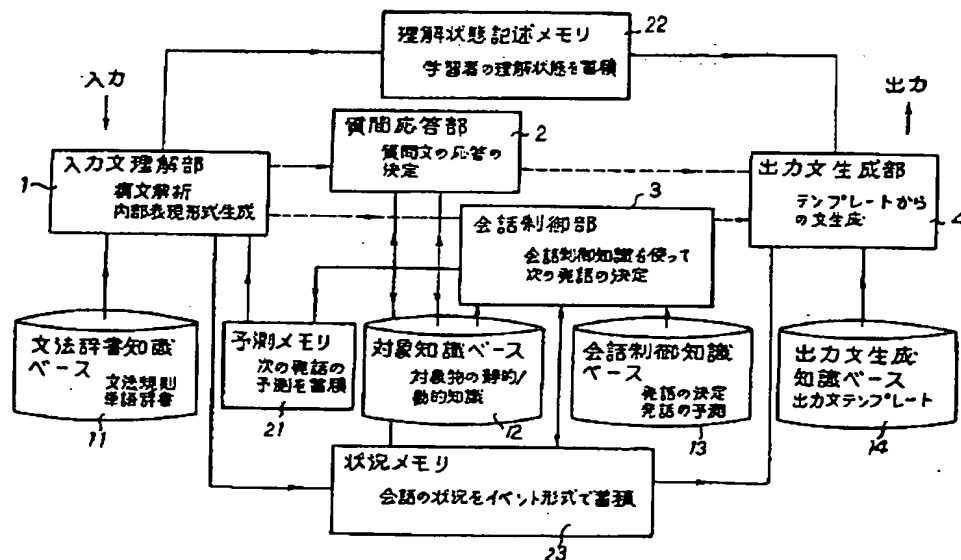 理解状態記述メモリ
学習者の理解状態を蓄積
22
入力
出力
質問応答部
質問文の応答の
決定
2
入力文理解部
構文解析
内部表現形式生成
1
出力文生成部
テンプレートから
の文生成
4
3
会話制御部
会話制御知識を使って
次の発話の決定
文法辞書知識
ベース
文法規則
単語辞書
11
予測メモリ
次の発話の
予測を蓄積
21
対象知識ベース
対象物の静的/
動的知識
12
会話制御知識
ベース
発話の決定
発話の予測
13
出力文生成
知識ベース
出力文テンプレート
14
状況メモリ
会話の状況をイベント形式で蓄積
23